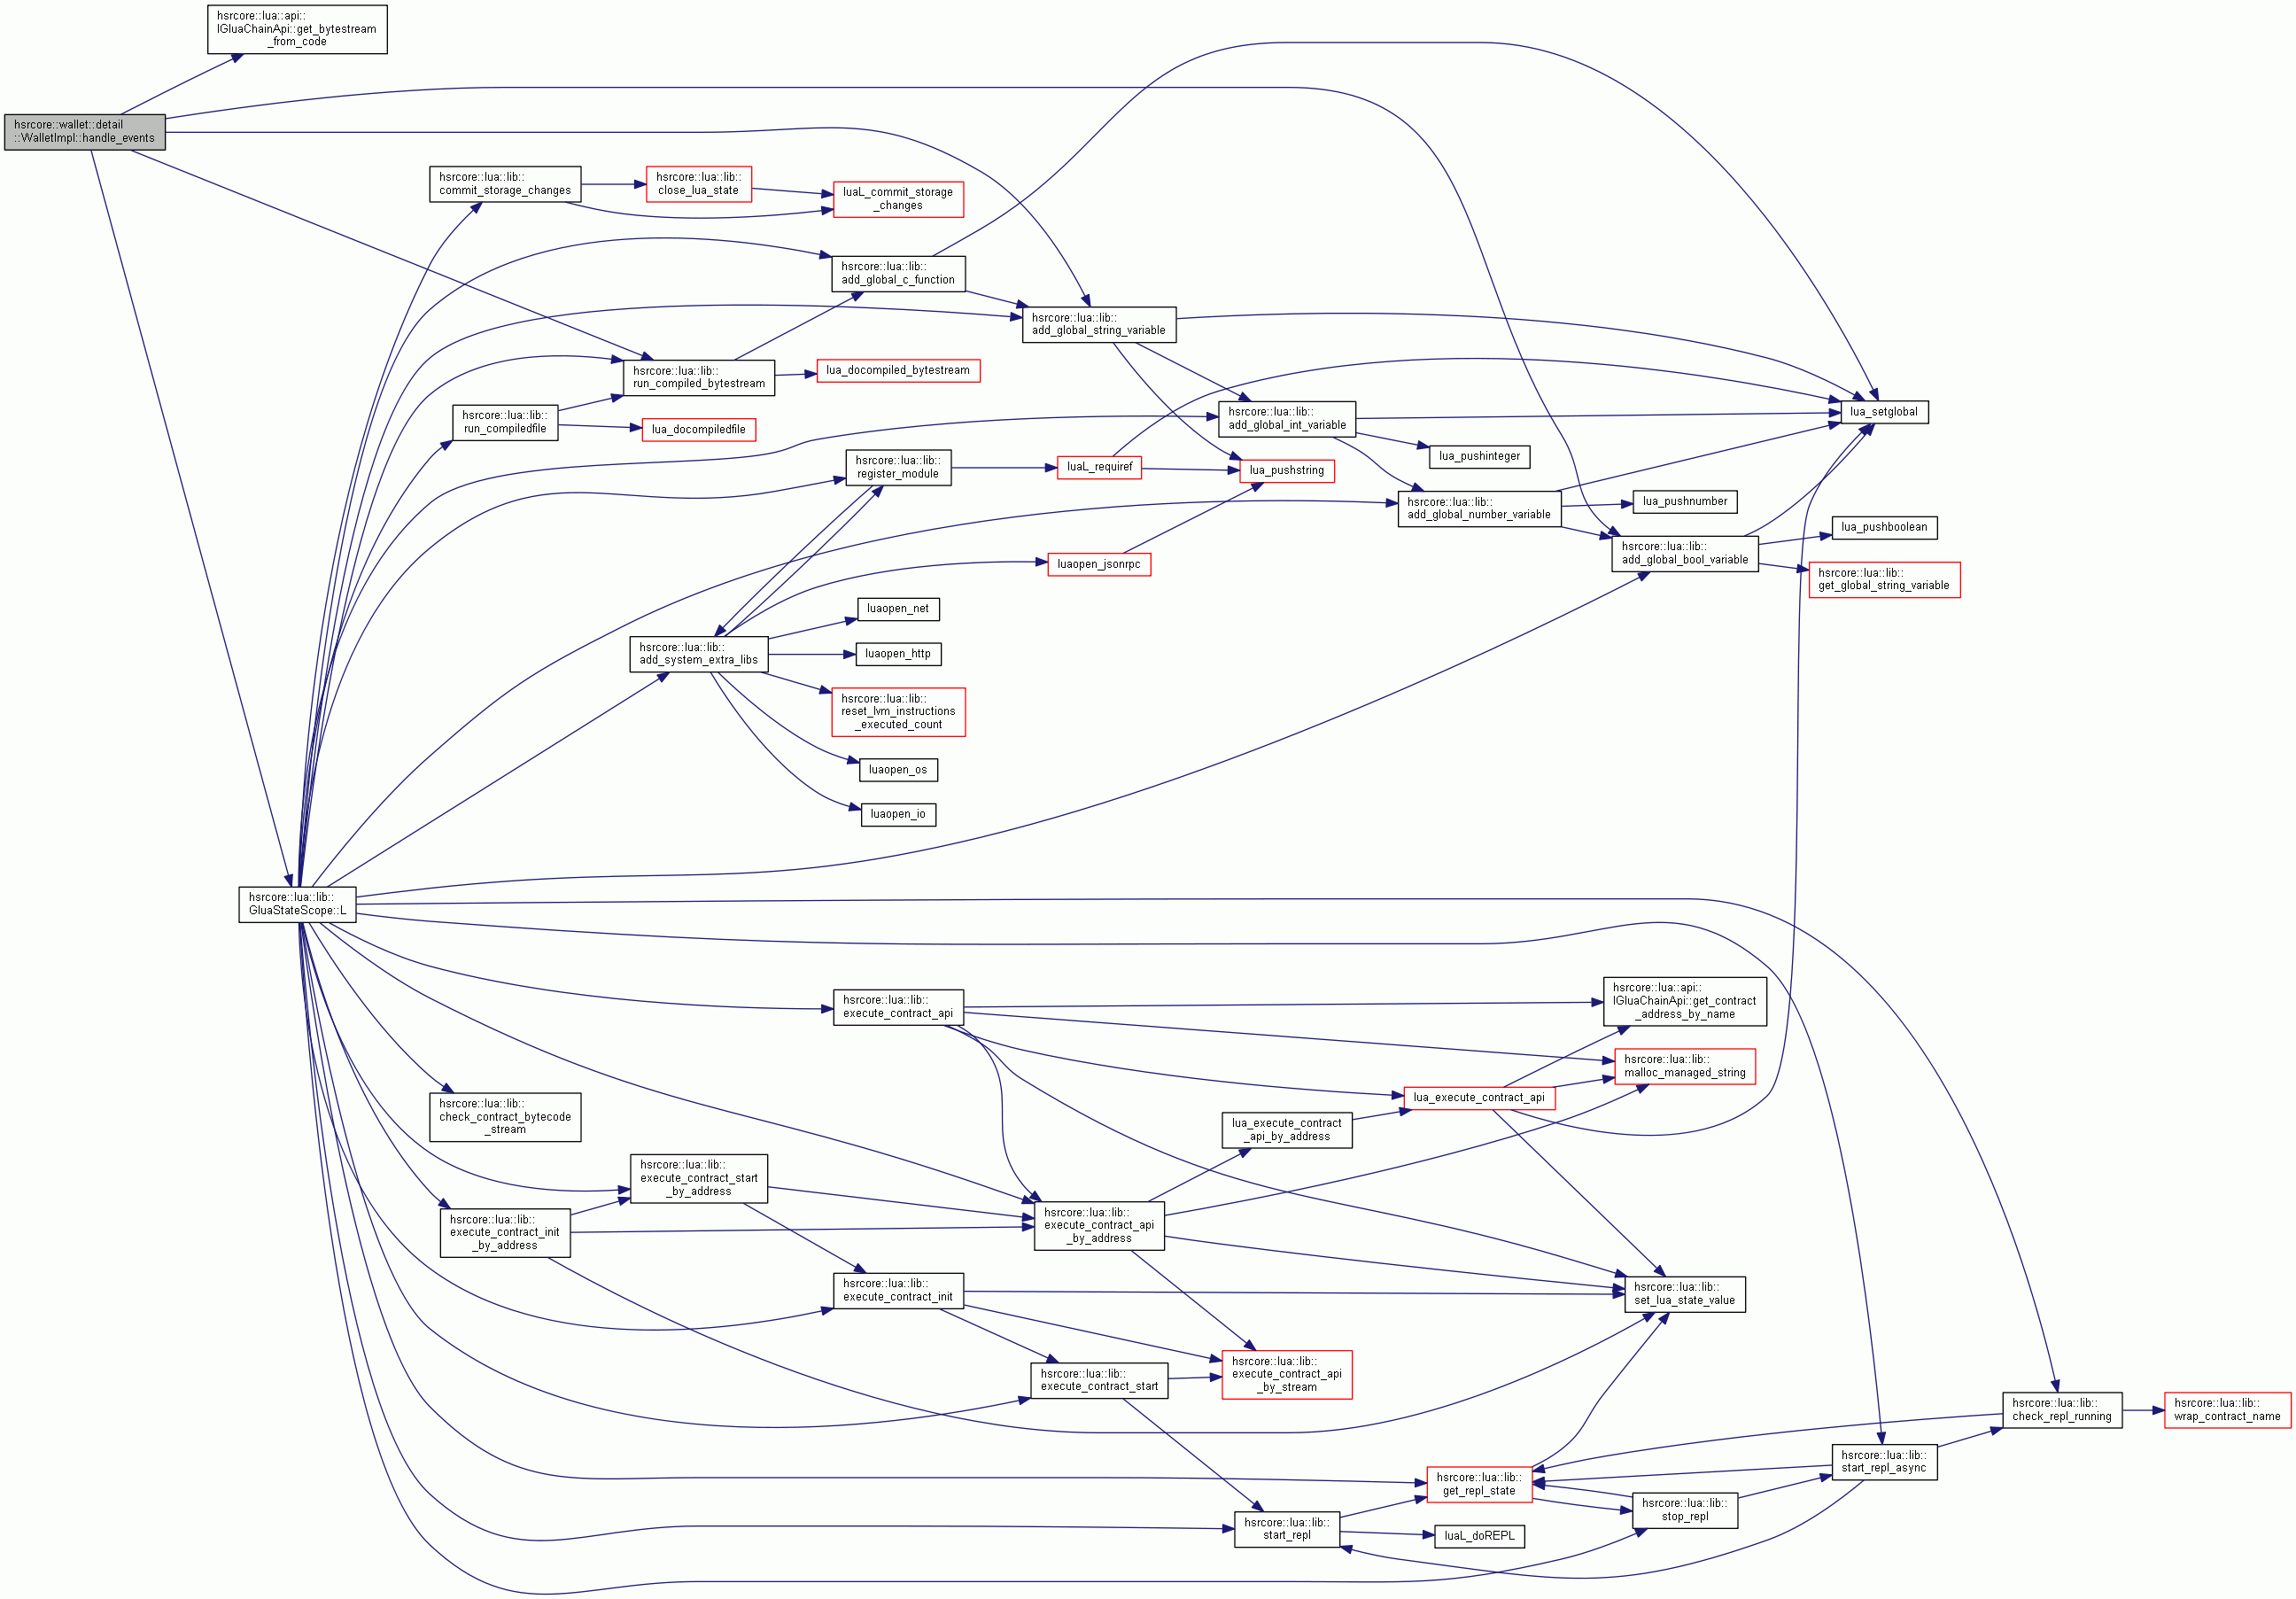 hsrcore::lua::api::
IGluaChainApi::get_bytestream
_from_code
hsrcore::wallet::detail
::WalletImpl::handle_events
hsrcore::lua::lib::
commit_storage_changes
hsrcore::lua::lib::
close_lua_state
luaL_commit_storage
_changes
hsrcore::lua::lib::
add_global_c_function
hsrcore::lua::lib::
add_global_string_variable
hsrcore::lua::lib::
run_compiled_bytestream
lua_docompiled_bytestream
hsrcore::lua::lib::
run_compiledfile
lua_docompiledfile
hsrcore::lua::lib::
add_global_int_variable
lua_setglobal
hsrcore::lua::lib::
register_module
luaL_requiref
lua_pushstring
lua_pushinteger
hsrcore::lua::lib::
add_global_number_variable
lua_pushnumber
lua_pushboolean
hsrcore::lua::lib::
add_global_bool_variable
hsrcore::lua::lib::
get_global_string_variable
luaopen_jsonrpc
luaopen_net
hsrcore::lua::lib::
add_system_extra_libs
luaopen_http
hsrcore::lua::lib::
reset_lvm_instructions
_executed_count
luaopen_os
luaopen_io
hsrcore::lua::lib::
GluaStateScope::L
hsrcore::lua::lib::
execute_contract_api
hsrcore::lua::api::
IGluaChainApi::get_contract
_address_by_name
hsrcore::lua::lib::
malloc_managed_string
lua_execute_contract_api
hsrcore::lua::lib::
check_contract_bytecode
_stream
lua_execute_contract
_api_by_address
hsrcore::lua::lib::
execute_contract_start
_by_address
hsrcore::lua::lib::
execute_contract_init
_by_address
hsrcore::lua::lib::
execute_contract_api
_by_address
hsrcore::lua::lib::
execute_contract_init
hsrcore::lua::lib::
set_lua_state_value
hsrcore::lua::lib::
execute_contract_start
hsrcore::lua::lib::
execute_contract_api
_by_stream
hsrcore::lua::lib::
check_repl_running
hsrcore::lua::lib::
wrap_contract_name
hsrcore::lua::lib::
start_repl_async
hsrcore::lua::lib::
get_repl_state
hsrcore::lua::lib::
stop_repl
hsrcore::lua::lib::
start_repl
luaL_doREPL